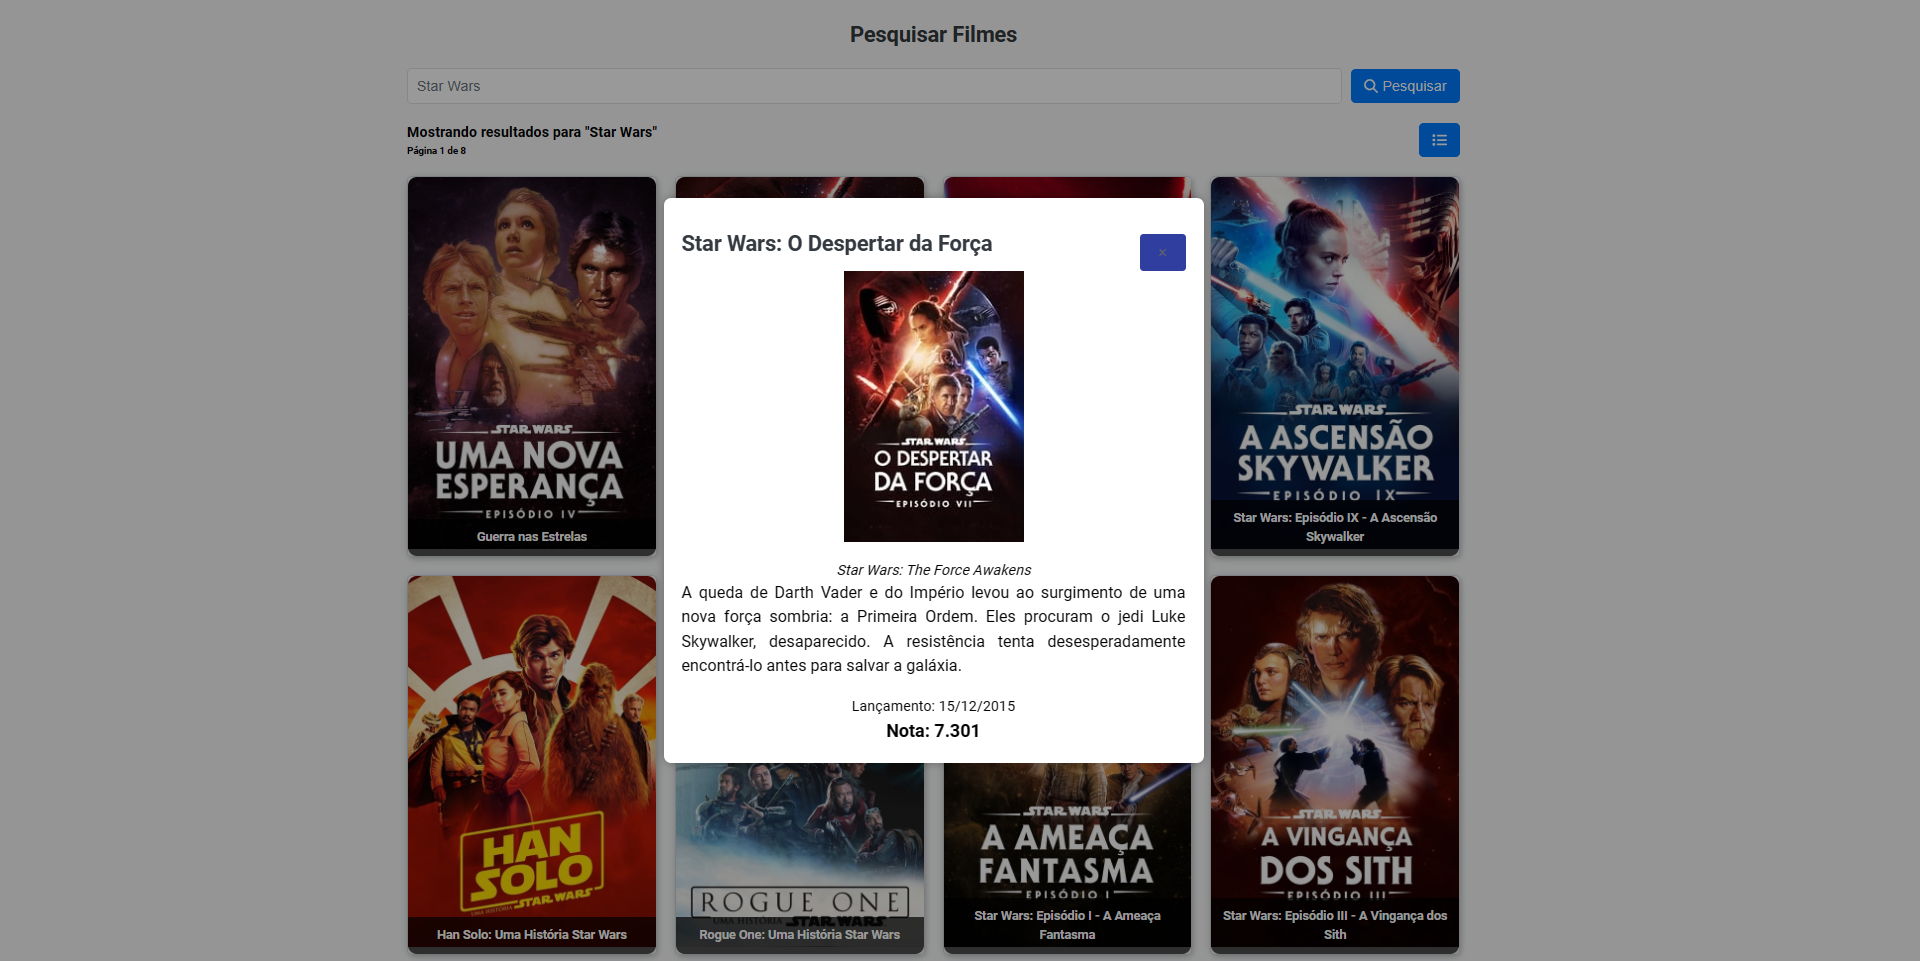 Pesquisar Filmes
Star Wars
Pesquisar
Mostrando resultados para "Star Wars"
Página 1 de 8
STAR WARS
UMA NOVA
ESPERANÇA
EPISÓDIO IV
Guerra nas Estrelas
STAR WARS
A ASCENSÃO
SKYWALKER
EPISÓDIO IX
Star Wars: Episódio IX - A Ascensão
Skywalker
Star Wars: O Despertar da Força
×
STAR WARS
O DESPERTAR
DA FORÇA
EPISÓDIO VII
Star Wars: The Force Awakens
A queda de Darth Vader e do Império levou ao surgimento de uma
nova força sombria: a Primeira Ordem. Eles procuram o jedi Luke
Skywalker, desaparecido. A resistência tenta desesperadamente
encontrá-lo antes para salvar a galáxia.
Lançamento: 15/12/2015
Nota: 7.301
HAN
SOLO
UMA HISTÓRIA STAR WARS
Han Solo: Uma História Star Wars
ROGUE ONE
UMA HISTÓRIA STAR WARS
Rogue One: Uma História Star Wars
STAR WARS
A AMEAÇA
FANTASMA
EPISÓDIO I
Star Wars: Episódio I - A Ameaça
Fantasma
STAR WARS
A VINGANÇA
DOS SITH
EPISÓDIO III
Star Wars: Episódio III - A Vingança dos
Sith